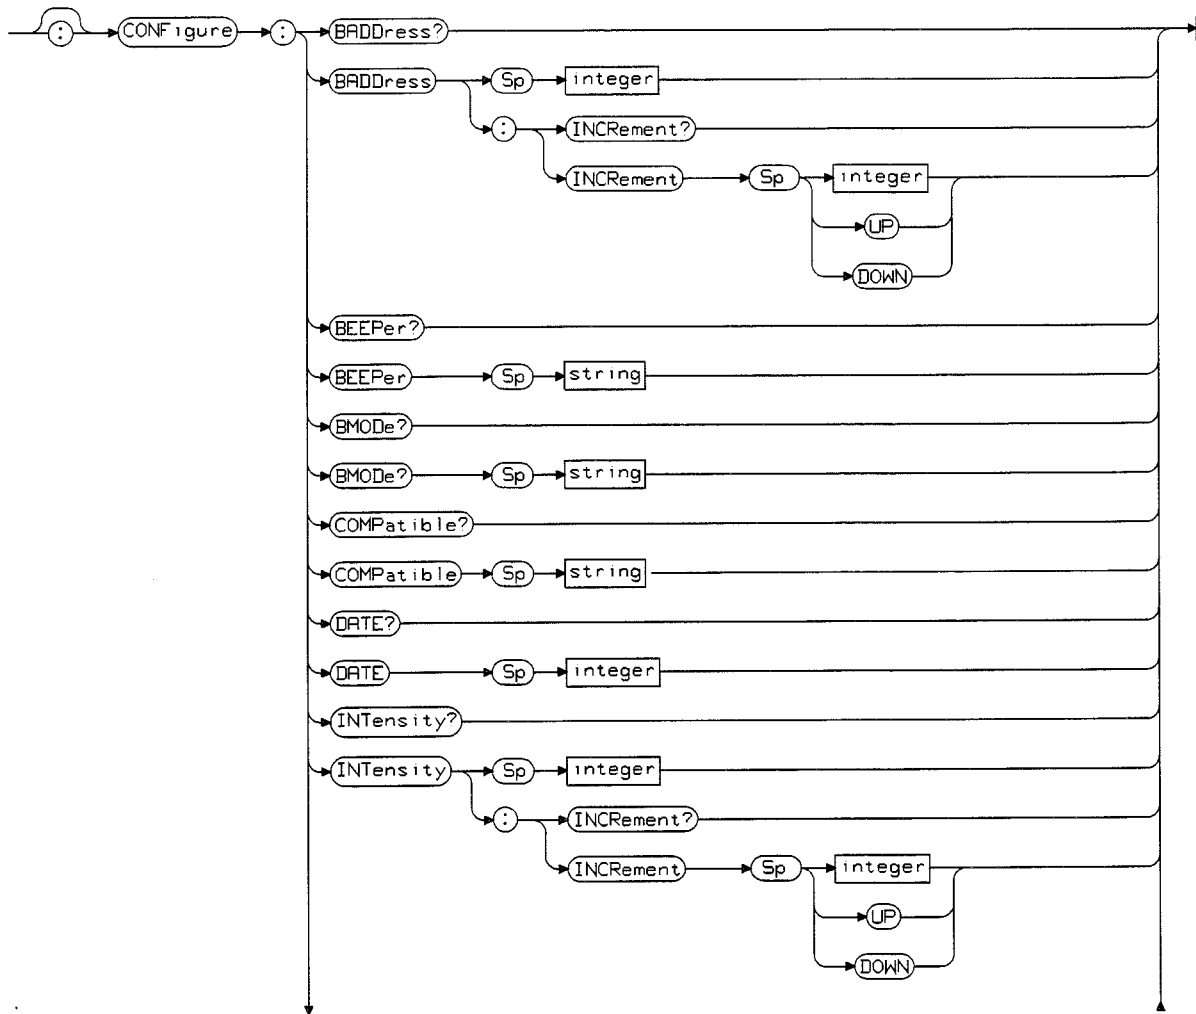 : CONFigure : BADDress?
BADDress Sp integer
: INCRement?
INCRement Sp integer
UP
DOWN
BEEPer?
BEEPer Sp string
BMODe?
BMODe? Sp string
COMPatible?
COMPatible Sp string
DATE?
DATE Sp integer
INTensity?
INTensity Sp integer
: INCRement?
INCRement Sp integer
UP
DOWN